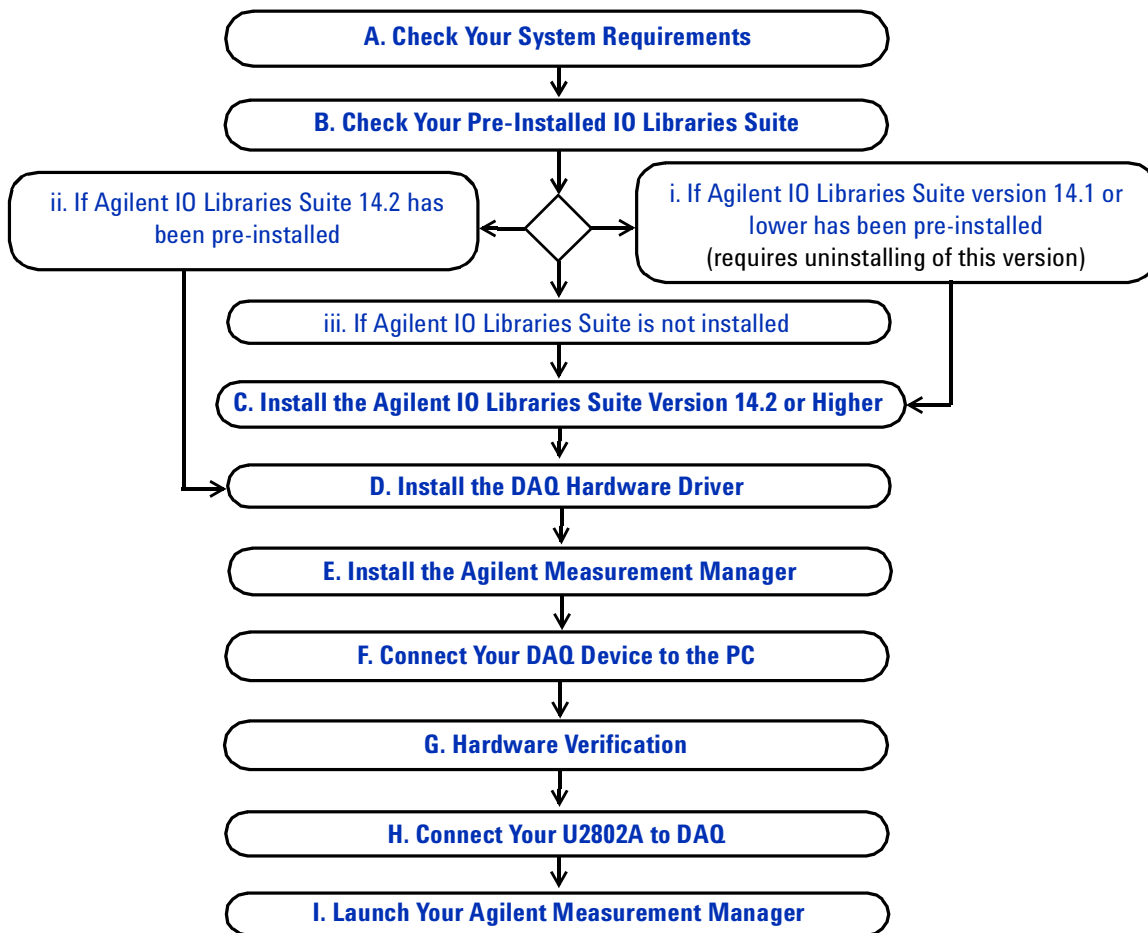 A. Check Your System Requirements
B. Check Your Pre-Installed IO Libraries Suite
ii. If Agilent IO Libraries Suite 14.2 has
been pre-installed
i. If Agilent IO Libraries Suite version 14.1 or
lower has been pre-installed
(requires uninstalling of this version)
iii. If Agilent IO Libraries Suite is not installed
C. Install the Agilent IO Libraries Suite Version 14.2 or Higher
D. Install the DAQ Hardware Driver
E. Install the Agilent Measurement Manager
F. Connect Your DAQ Device to the PC
G. Hardware Verification
H. Connect Your U2802A to DAQ
I. Launch Your Agilent Measurement Manager